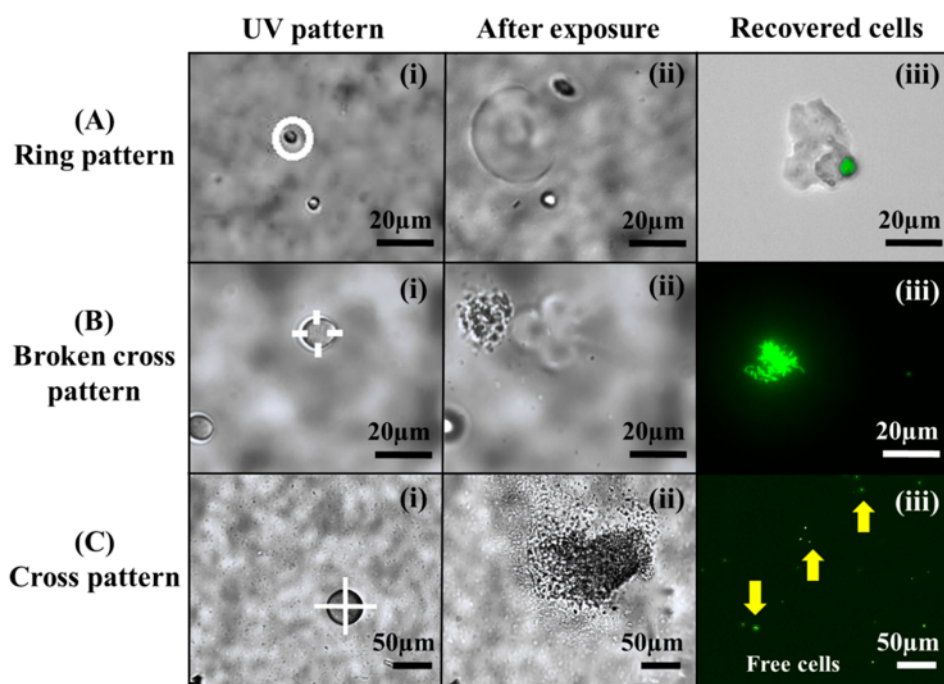 UV pattern After exposure Recovered cells
(A)
Ring pattern
(i) (ii) (iii)
20µm 20µm 20µm
(B)
Broken cross
pattern
(i) (ii) (iii)
20µm 20µm 20µm
(C)
Cross pattern
(i) (ii) (iii)
50µm 50µm Free cells 50µm